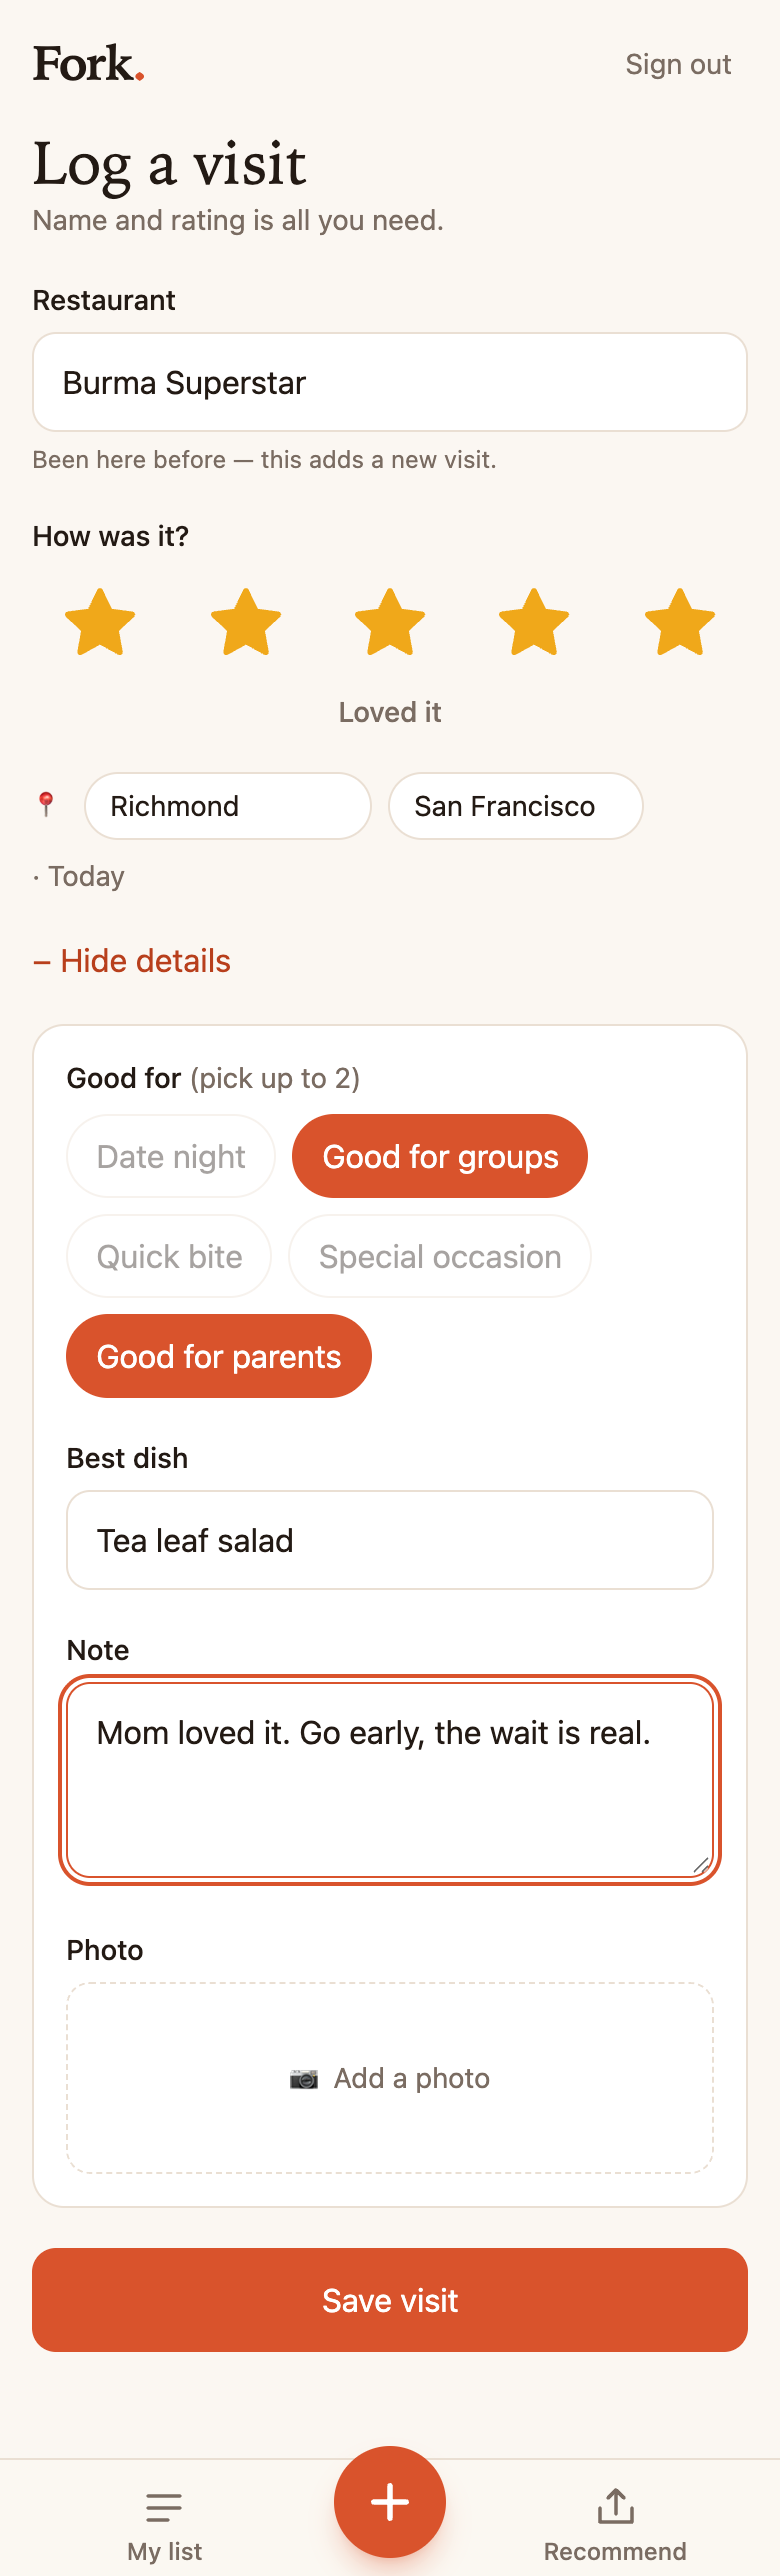 Fork.
Sign out
Log a visit
Name and rating is all you need.
Restaurant
Burma Superstar
Been here before — this adds a new visit.
How was it?
Loved it
Richmond
San Francisco
· Today
– Hide details
Good for (pick up to 2)
Date night
Good for groups
Quick bite
Special occasion
Good for parents
Best dish
Tea leaf salad
Note
Mom loved it. Go early, the wait is real.
Photo
Add a photo
Save visit
My list
Recommend